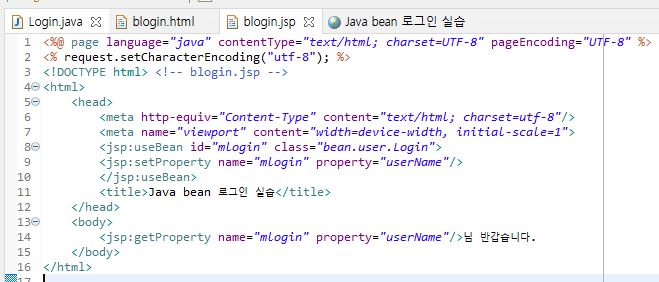 Login.java blogin.html blogin.jsp Java bean 로그인 실습
1 <%@ page language="java" contentType="text/html; charset=UTF-8" pageEncoding="UTF-8" %>
2 <% request.setCharacterEncoding("utf-8"); %>
3 <!DOCTYPE html> <!-- blogin.jsp -->
4 <html>
5 <head>
6 <meta http-equiv="Content-Type" content="text/html; charset=utf-8"/>
7 <meta name="viewport" content="width=device-width, initial-scale=1">
8 <jsp:useBean id="mlogin" class="bean.user.Login">
9 <jsp:setProperty name="mlogin" property="userName"/>
10 </jsp:useBean>
11 <title>Java bean 로그인 실습</title>
12 </head>
13 <body>
14 <jsp:getProperty name="mlogin" property="userName"/>님 반갑습니다.
15 </body>
16 </html>
17